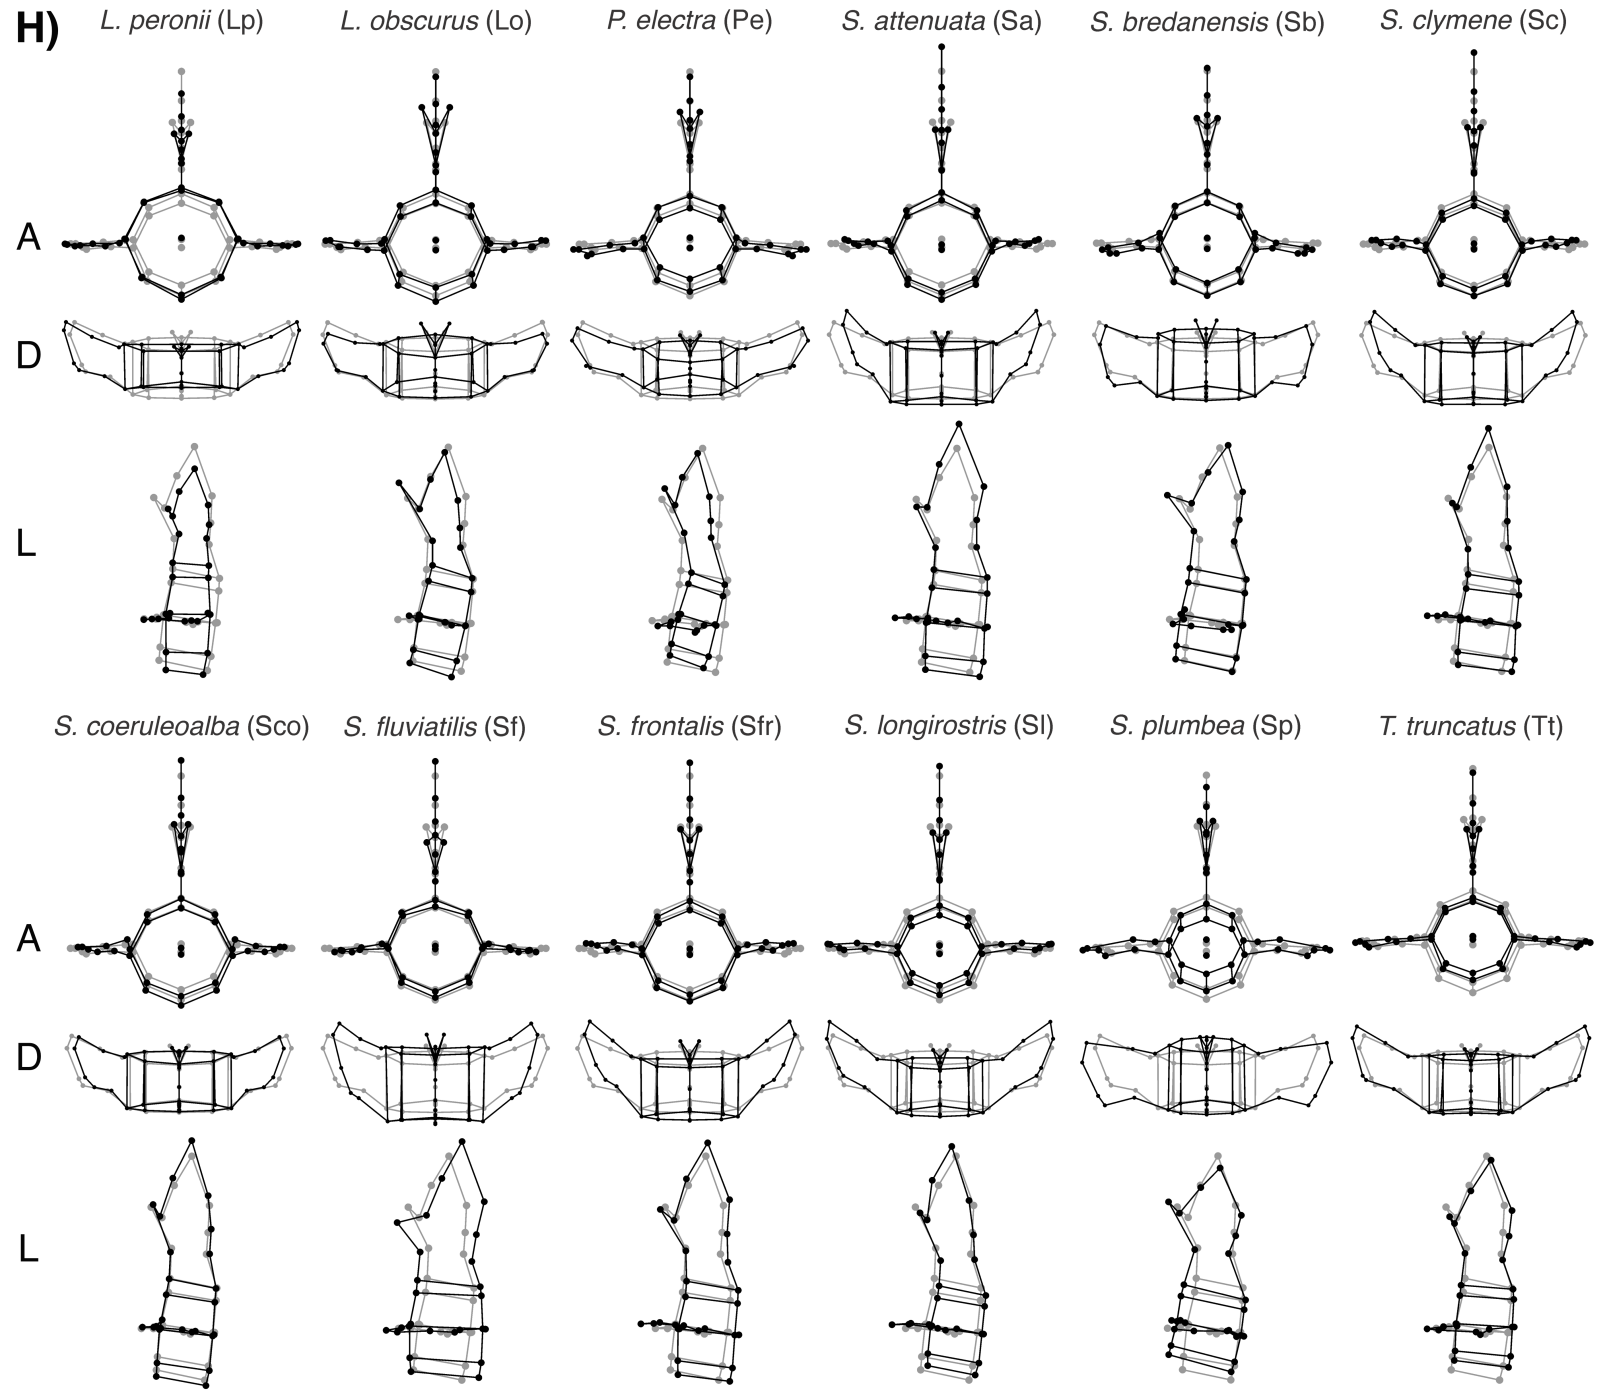 H) L. peronii (Lp) L. obscurus (Lo) P. electra (Pe) S. attenuata (Sa) S. bredanensis (Sb) S. clymene (Sc)
A
D
L
S. coeruleoalba (Sco) S. fluviatilis (Sf) S. frontalis (Sfr) S. longirostris (Sl) S. plumbea (Sp) T. truncatus (Tt)
A
D
L